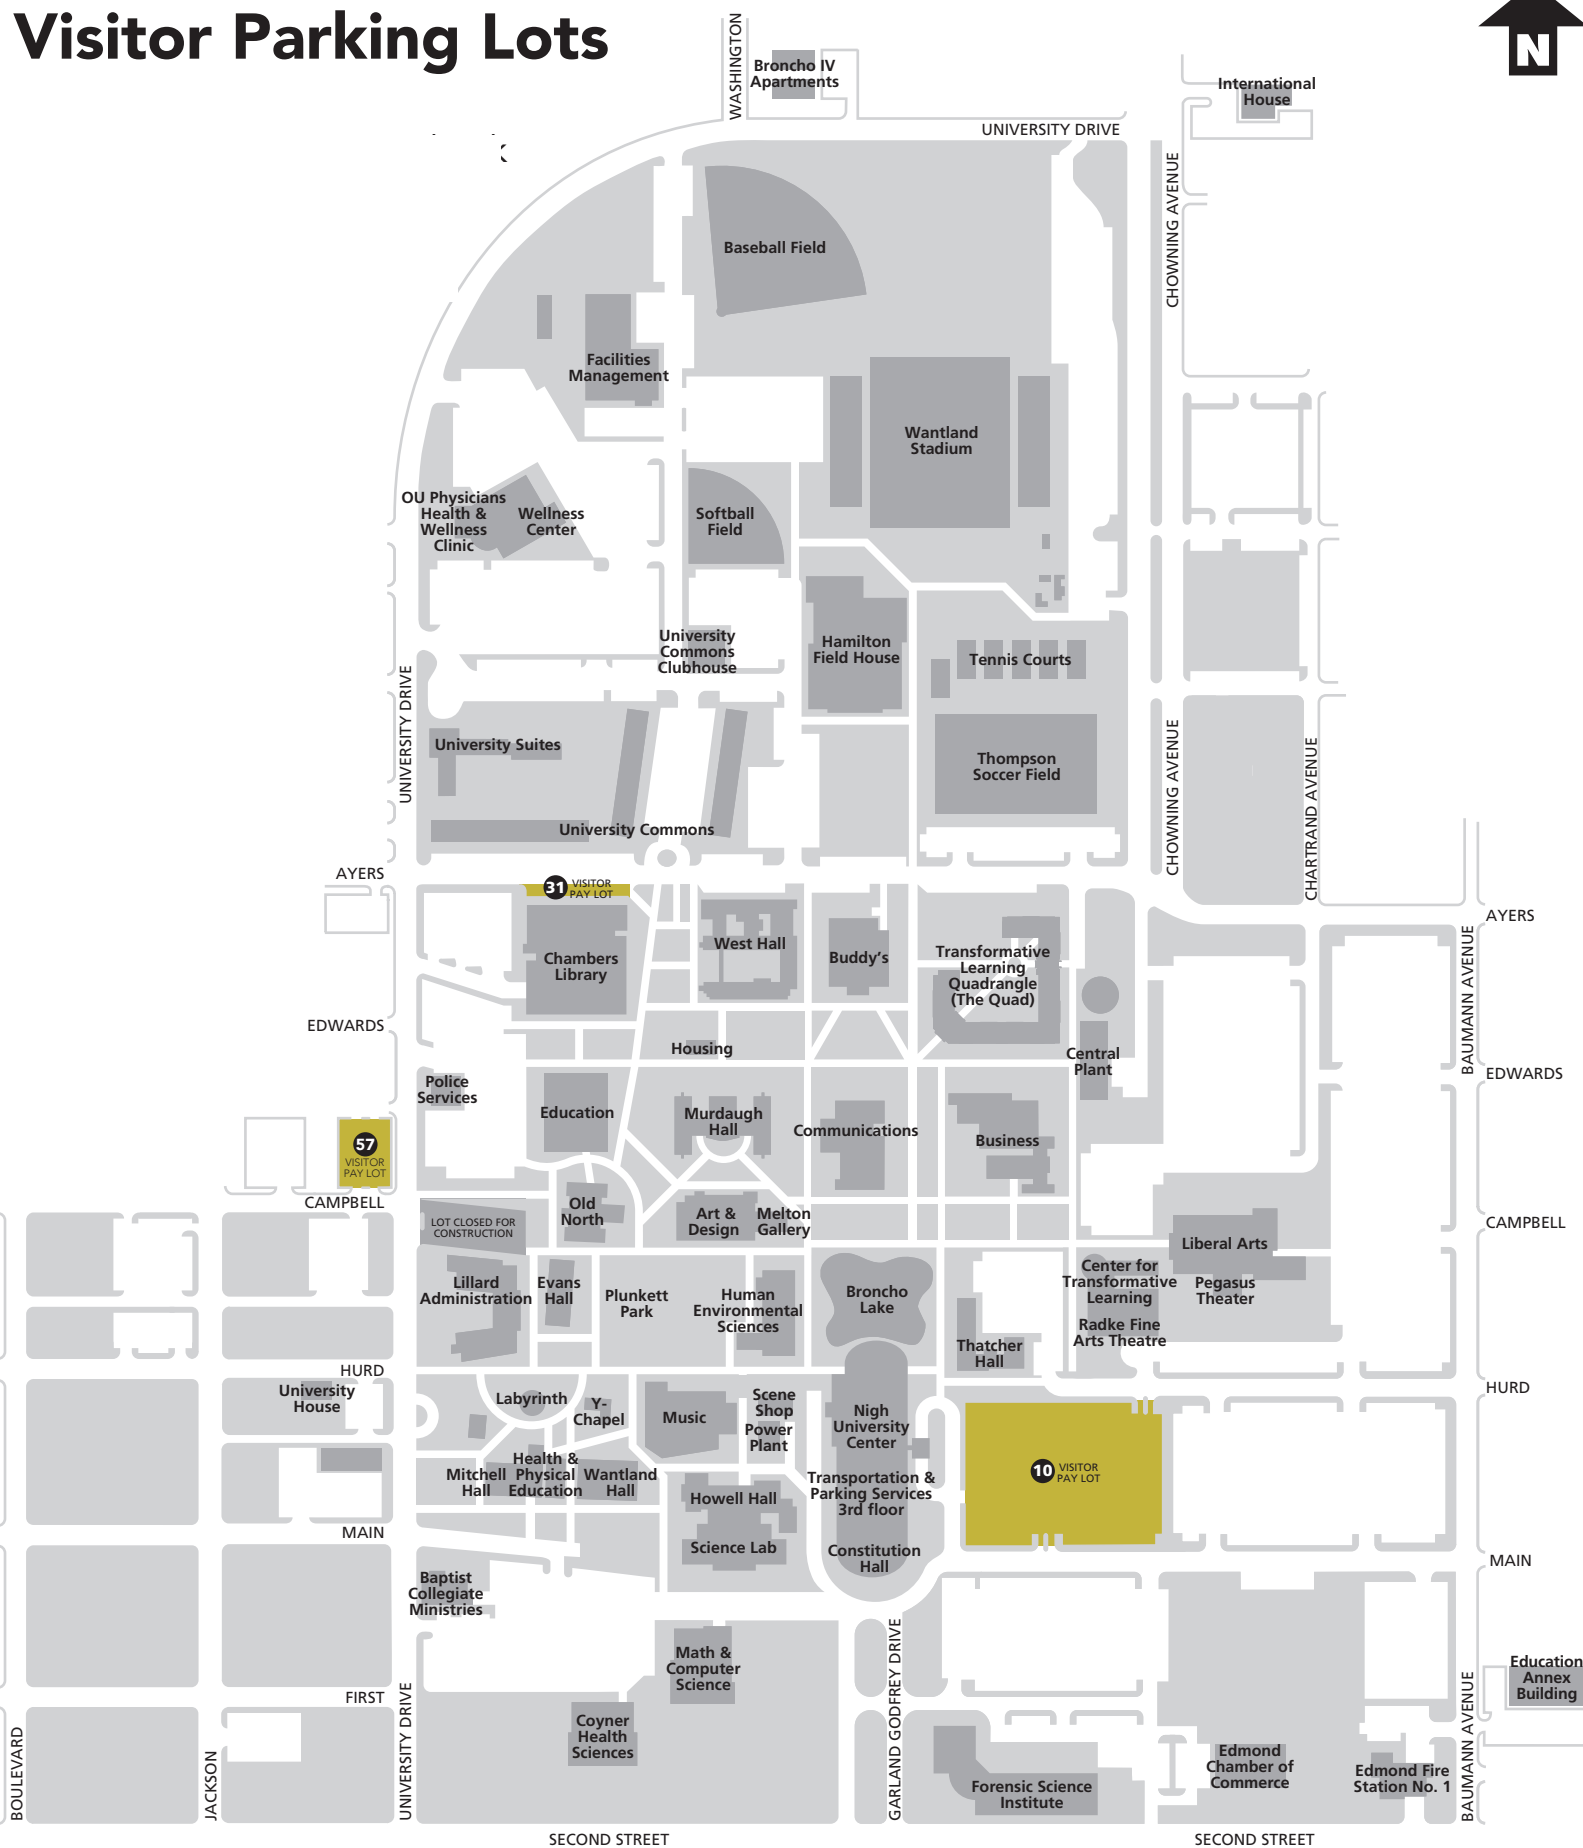 Visitor Parking Lots
N
WASHINGTON
Broncho IV
Apartments
International
House
UNIVERSITY DRIVE
CHOWNING AVENUE
Baseball Field
Facilities
Management
Wantland
Stadium
OU Physicians
Health &
Wellness
Clinic
Wellness
Center
Softball
Field
University
Commons
Clubhouse
Hamilton
Field House
Tennis Courts
UNIVERSITY DRIVE
University Suites
Thompson
Soccer Field
CHOWNING AVENUE
CHARTRAND AVENUE
University Commons
AYERS
31 VISITOR
PAY LOT
AYERS
Chambers
Library
West Hall
Buddy's
Transformative
Learning
Quadrangle
(The Quad)
BAUMANN AVENUE
EDWARDS
Housing
Central
Plant
EDWARDS
Police
Services
Education
Murdaugh
Hall
Communications
Business
57
VISITOR
PAY LOT
CAMPBELL
LOT CLOSED FOR
CONSTRUCTION
Old
North
Art &
Design
Melton
Gallery
CAMPBELL
Liberal Arts
Lillard
Administration
Evans
Hall
Plunkett
Park
Human
Environmental
Sciences
Broncho
Lake
Center for
Transformative
Learning
Pegasus
Theater
Radke Fine
Arts Theatre
Thatcher
Hall
HURD
HURD
University
House
Labyrinth
Y-
Chapel
Music
Scene
Shop
Power
Plant
Nigh
University
Center
Mitchell
Hall
Health &
Physical
Education
Wantland
Hall
Howell Hall
Transportation &
Parking Services
3rd floor
10 VISITOR
PAY LOT
MAIN
Science Lab
Constitution
Hall
MAIN
Baptist
Collegiate
Ministries
Math &
Computer
Science
GARLAND GODFREY DRIVE
Education
Annex
Building
FIRST
UNIVERSITY DRIVE
Coyner
Health
Sciences
BOULEVARD
JACKSON
Forensic Science
Institute
Edmond
Chamber of
Commerce
Edmond Fire
Station No. 1
BAUMANN AVENUE
SECOND STREET
SECOND STREET